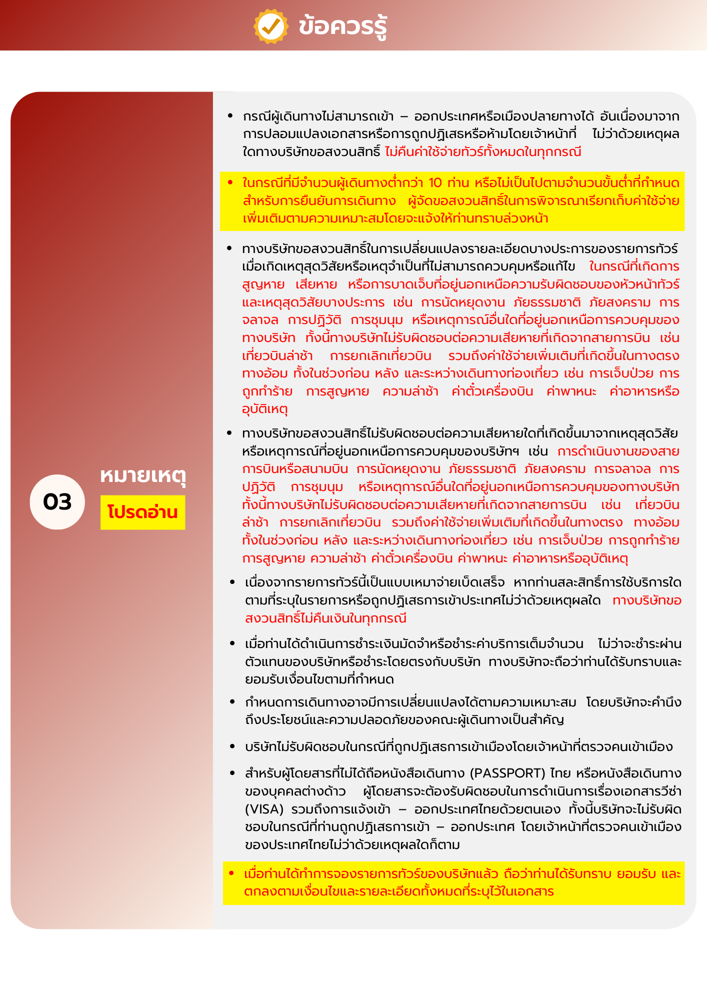 ข้อควรรู้
03
หมายเหตุ
โปรดอ่าน
• กรณีผู้เดินทางไม่สามารถเข้า – ออกประเทศหรือเมืองปลายทางได้ อันเนื่องมาจาก
การปลอมแปลงเอกสารหรือการถูกปฏิเสธหรือห้ามโดยเจ้าหน้าที่ ไม่ว่าด้วยเหตุผล
ใดทางบริษัทขอสงวนสิทธิ์ ไม่คืนค่าใช้จ่ายทัวร์ทั้งหมดในทุกกรณี
• ในกรณีที่มีจำนวนผู้เดินทางต่ำกว่า 10 ท่าน หรือไม่เป็นไปตามจำนวนขั้นต่ำที่กำหนด
สำหรับการยืนยันการเดินทาง ผู้จัดขอสงวนสิทธิ์ในการพิจารณาเรียกเก็บค่าใช้จ่าย
เพิ่มเติมตามความเหมาะสมโดยจะแจ้งให้ท่านทราบล่วงหน้า
• ทางบริษัทขอสงวนสิทธิ์ในการเปลี่ยนแปลงรายละเอียดบางประการของรายการทัวร์
เมื่อเกิดเหตุสุดวิสัยหรือเหตุจำเป็นที่ไม่สามารถควบคุมหรือแก้ไข ในกรณีที่เกิดการ
สูญหาย เสียหาย หรือการบาดเจ็บที่อยู่นอกเหนือความรับผิดชอบของหัวหน้าทัวร์
และเหตุสุดวิสัยบางประการ เช่น การนัดหยุดงาน ภัยธรรมชาติ ภัยสงคราม การ
จลาจล การปฏิวัติ การชุมนุม หรือเหตุการณ์อื่นใดที่อยู่นอกเหนือการควบคุมของ
ทางบริษัท ทั้งนี้ทางบริษัทไม่รับผิดชอบต่อความเสียหายที่เกิดจากสายการบิน เช่น
เที่ยวบินล่าช้า การยกเลิกเที่ยวบิน รวมถึงค่าใช้จ่ายเพิ่มเติมที่เกิดขึ้นในทางตรง
ทางอ้อม ทั้งในช่วงก่อน หลัง และระหว่างเดินทางท่องเที่ยว เช่น การเจ็บป่วย การ
ถูกทำร้าย การสูญหาย ความล่าช้า ค่าตั๋วเครื่องบิน ค่าพาหนะ ค่าอาหารหรือ
อุบัติเหตุ
• ทางบริษัทขอสงวนสิทธิ์ไม่รับผิดชอบต่อความเสียหายใดที่เกิดขึ้นมาจากเหตุสุดวิสัย
หรือเหตุการณ์ที่อยู่นอกเหนือการควบคุมของบริษัทฯ เช่น การดำเนินงานของสาย
การบินหรือสนามบิน การนัดหยุดงาน ภัยธรรมชาติ ภัยสงคราม การจลาจล การ
ปฏิวัติ การชุมนุม หรือเหตุการณ์อื่นใดที่อยู่นอกเหนือการควบคุมของทางบริษัท
ทั้งนี้ทางบริษัทไม่รับผิดชอบต่อความเสียหายที่เกิดจากสายการบิน เช่น เที่ยวบิน
ล่าช้า การยกเลิกเที่ยวบิน รวมถึงค่าใช้จ่ายเพิ่มเติมที่เกิดขึ้นในทางตรง ทางอ้อม
ทั้งในช่วงก่อน หลัง และระหว่างเดินทางท่องเที่ยว เช่น การเจ็บป่วย การถูกทำร้าย
การสูญหาย ความล่าช้า ค่าตั๋วเครื่องบิน ค่าพาหนะ ค่าอาหารหรืออุบัติเหตุ
• เนื่องจากรายการทัวร์นี้เป็นแบบเหมาจ่ายเบ็ดเสร็จ หากท่านสละสิทธิ์การใช้บริการใด
ตามที่ระบุในรายการหรือถูกปฏิเสธการเข้าประเทศไม่ว่าด้วยเหตุผลใด ทางบริษัทขอ
สงวนสิทธิ์ไม่คืนเงินในทุกกรณี
• เมื่อท่านได้ดำเนินการชำระเงินมัดจำหรือชำระค่าบริการเต็มจำนวน ไม่ว่าจะชำระผ่าน
ตัวแทนของบริษัทหรือชำระโดยตรงกับบริษัท ทางบริษัทจะถือว่าท่านได้รับทราบและ
ยอมรับเงื่อนไขตามที่กำหนด
• กำหนดการเดินทางอาจมีการเปลี่ยนแปลงได้ตามความเหมาะสม โดยบริษัทจะคำนึง
ถึงประโยชน์และความปลอดภัยของคณะผู้เดินทางเป็นสำคัญ
• บริษัทไม่รับผิดชอบในกรณีที่ถูกปฏิเสธการเข้าเมืองโดยเจ้าหน้าที่ตรวจคนเข้าเมือง
• สำหรับผู้โดยสารที่ไม่ได้ถือหนังสือเดินทาง (PASSPORT) ไทย หรือหนังสือเดินทาง
ของบุคคลต่างด้าว ผู้โดยสารจะต้องรับผิดชอบในการดำเนินการเรื่องเอกสารวีซ่า
(VISA) รวมถึงการแจ้งเข้า – ออกประเทศไทยด้วยตนเอง ทั้งนี้บริษัทจะไม่รับผิด
ชอบในกรณีที่ท่านถูกปฏิเสธการเข้า – ออกประเทศ โดยเจ้าหน้าที่ตรวจคนเข้าเมือง
ของประเทศไทยไม่ว่าด้วยเหตุผลใดก็ตาม
• เมื่อท่านได้ทำการจองรายการทัวร์ของบริษัทแล้ว ถือว่าท่านได้รับทราบ ยอมรับ และ
ตกลงตามเงื่อนไขและรายละเอียดทั้งหมดที่ระบุไว้ในเอกสาร